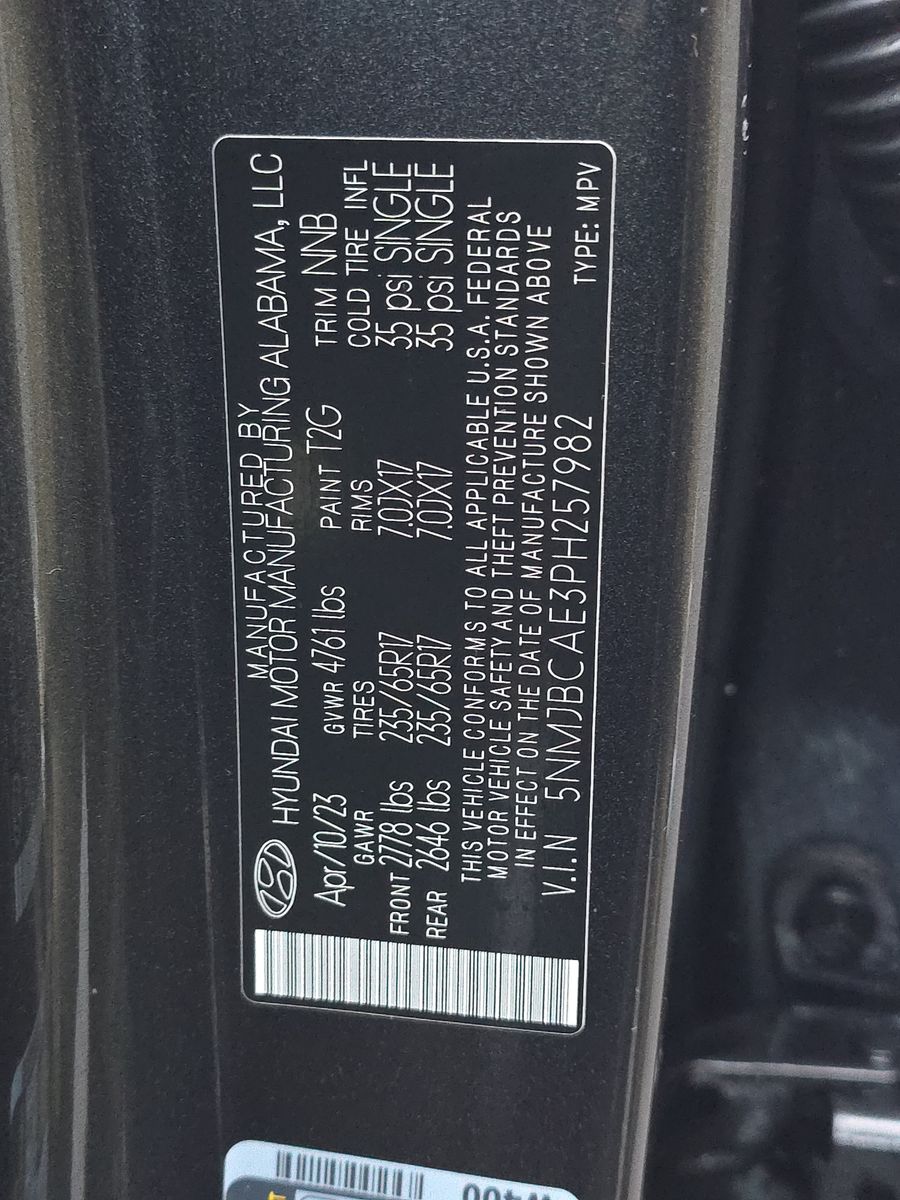 MANUFACTURED BY
HYUNDAI MOTOR MANUFACTURING ALABAMA, LLC
Apr/10/23 GVWR 4761 lbs PAINT T2G TRIM NNB
GAWR TIRES RIMS COLD TIRE INFL
FRONT 2778 lbs 235/65R17 7.0JX17 35 psi SINGLE
REAR 2646 lbs 235/65R17 7.0JX17 35 psi SINGLE
THIS VEHICLE CONFORMS TO ALL APPLICABLE U.S.A. FEDERAL
MOTOR VEHICLE SAFETY AND THEFT PREVENTION STANDARDS
IN EFFECT ON THE DATE OF MANUFACTURE SHOWN ABOVE
V.I.N 5NMJBCAE3PH257982
TYPE: MPV